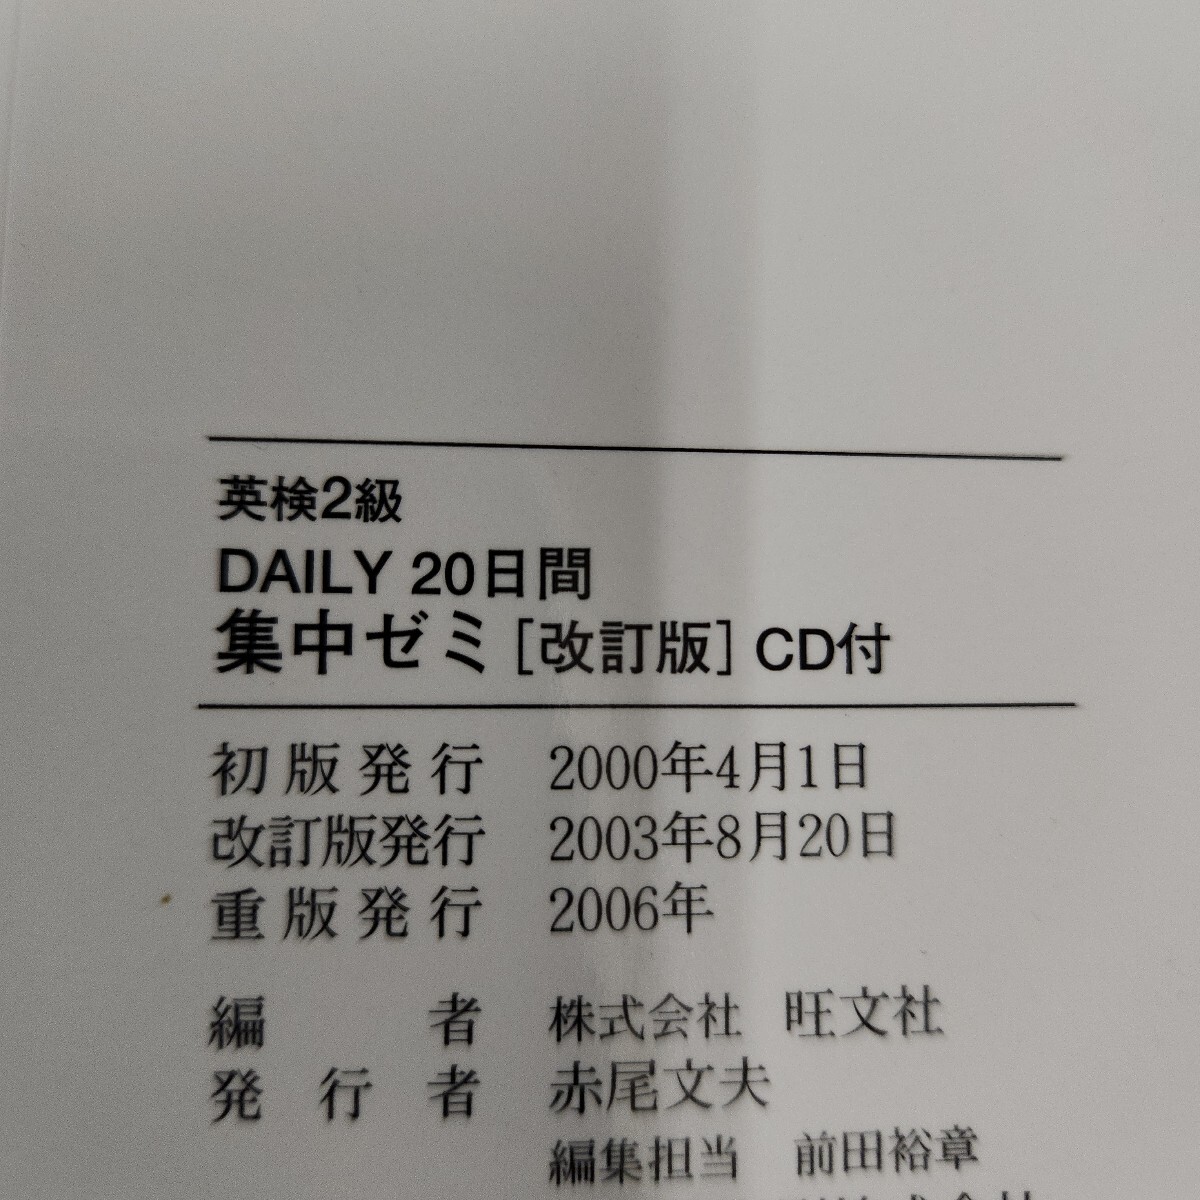 英検2級
DAILY 20日間
集中ゼミ［改訂版］CD付
初版発行 2000年4月1日
改訂版発行 2003年8月20日
重版発行 2006年
編者 株式会社 旺文社
発行者 赤尾文夫
編集担当 前田裕章